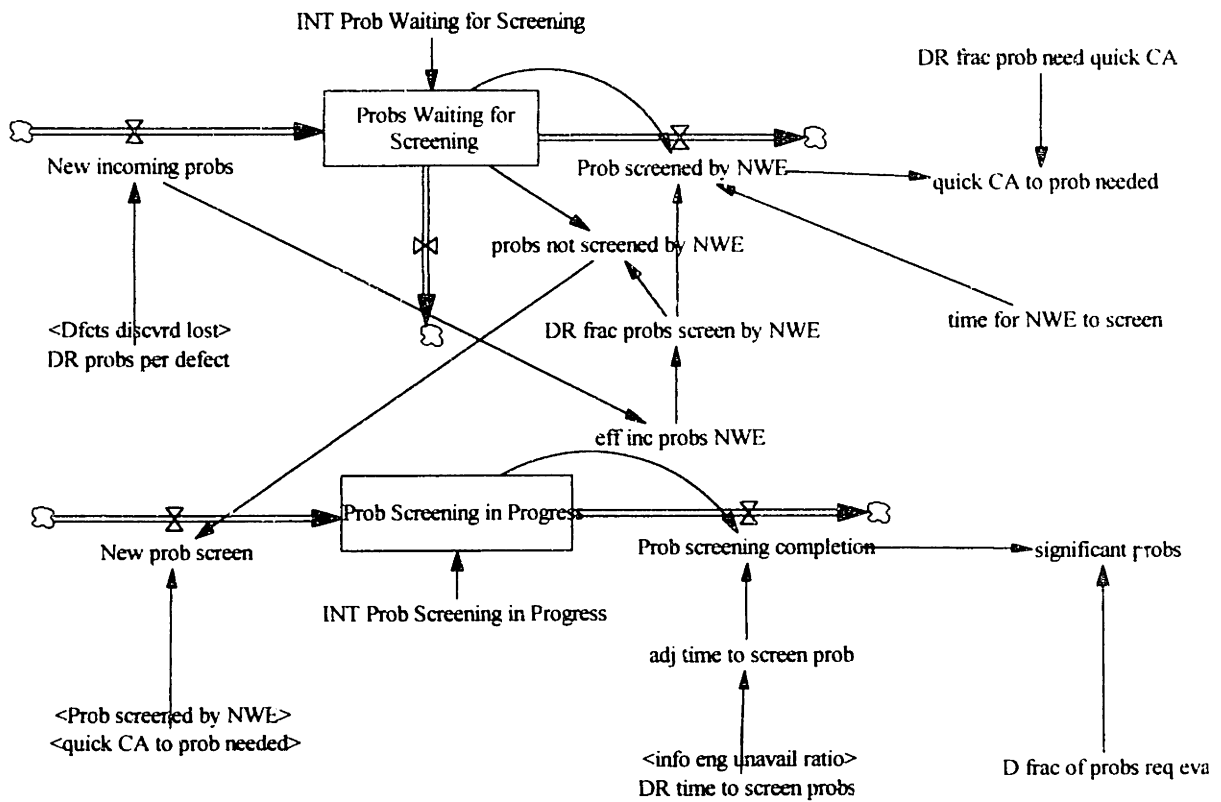 INT Prob Waiting for Screening
DR frac prob need quick CA
Probs Waiting for
Screening
New incoming probs
Prob screened by NWE
quick CA to prob needed
probs not screened by NWE
<Dfcts discvrd lost>
DR probs per defect
DR frac probs screen by NWE
time for NWE to screen
eff inc probs NWE
Prob Screening in Progress
New prob screen
Prob screening completion
significant probs
INT Prob Screening in Progress
adj time to screen prob
<Prob screened by NWE>
<quick CA to prob needed>
<info eng unavail ratio>
DR time to screen probs
D frac of probs req eva